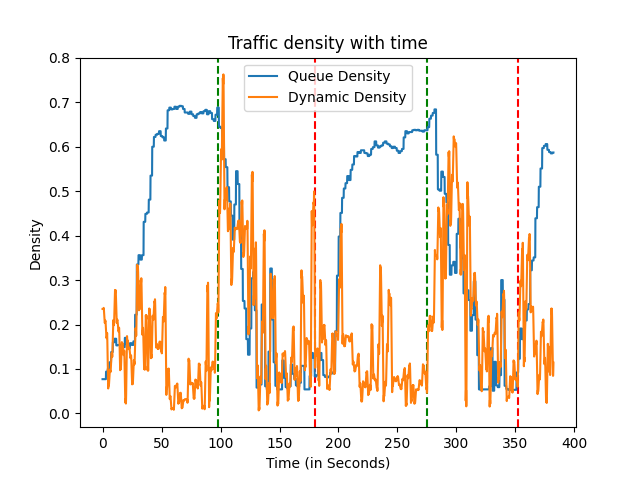 Traffic density with time
Queue Density
Dynamic Density
Density
0.8
0.7
0.6
0.5
0.4
0.3
0.2
0.1
0.0
0 50 100 150 200 250 300 350 400
Time (in Seconds)